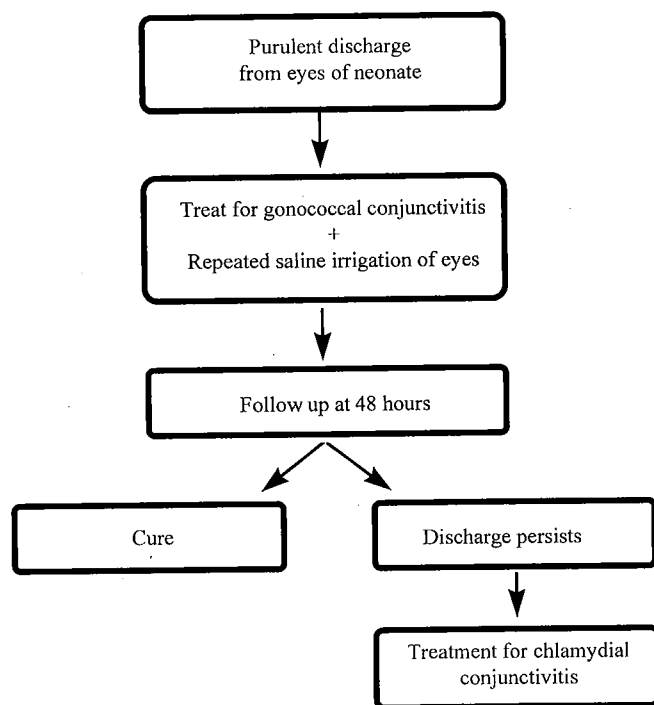 Purulent discharge
from eyes of neonate
Treat for gonococcal conjunctivitis
+
Repeated saline irrigation of eyes
Follow up at 48 hours
Cure
Discharge persists
Treatment for chlamydial
conjunctivitis